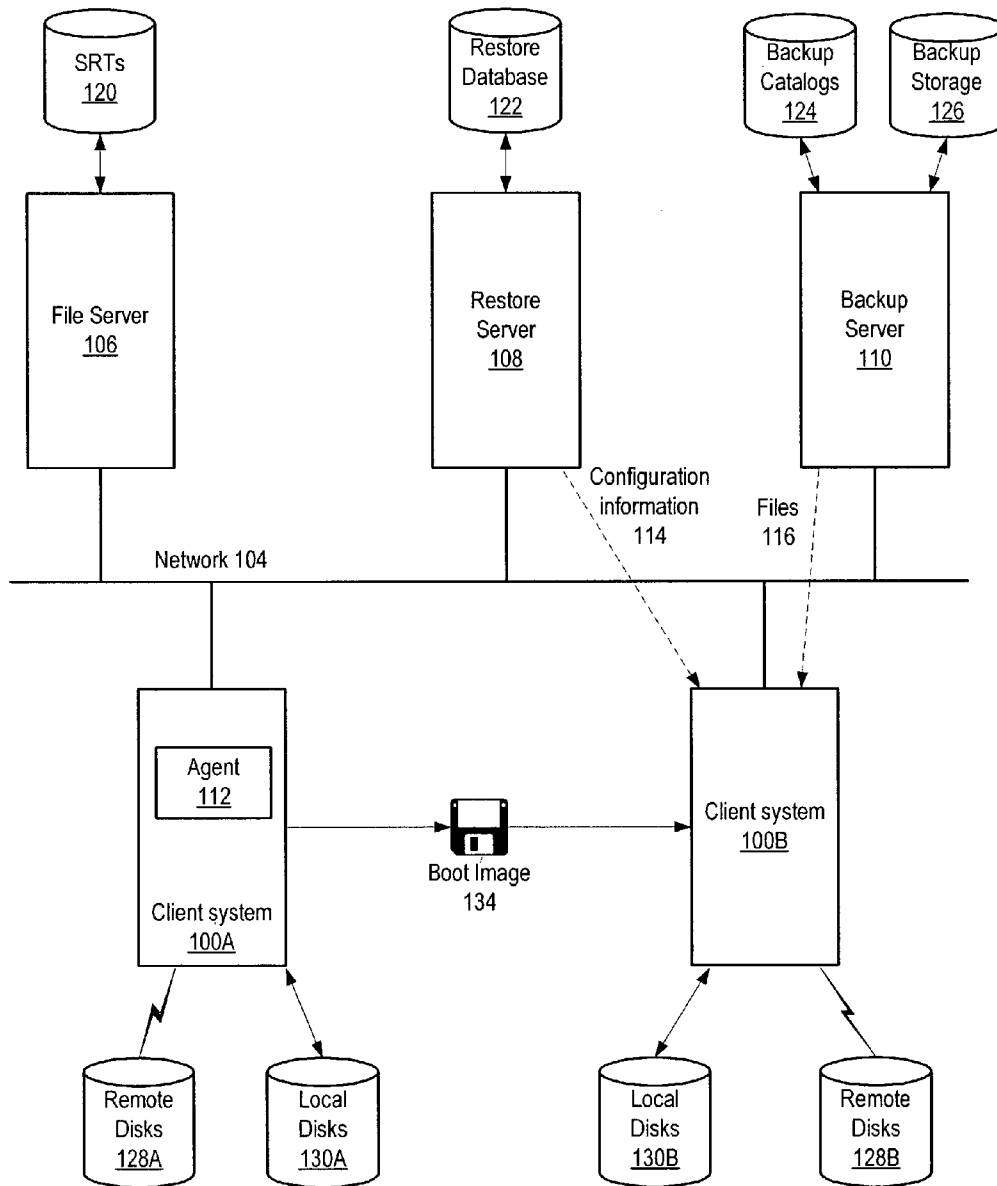 SRTs
120
Restore
Database
122
Backup
Catalogs
124
Backup
Storage
126
File Server
106
Restore
Server
108
Backup
Server
110
Configuration
information
114
Files
116
Network 104
Agent
112
Client system
100A
Boot Image
134
Client system
100B
Remote
Disks
128A
Local
Disks
130A
Local
Disks
130B
Remote
Disks
128B